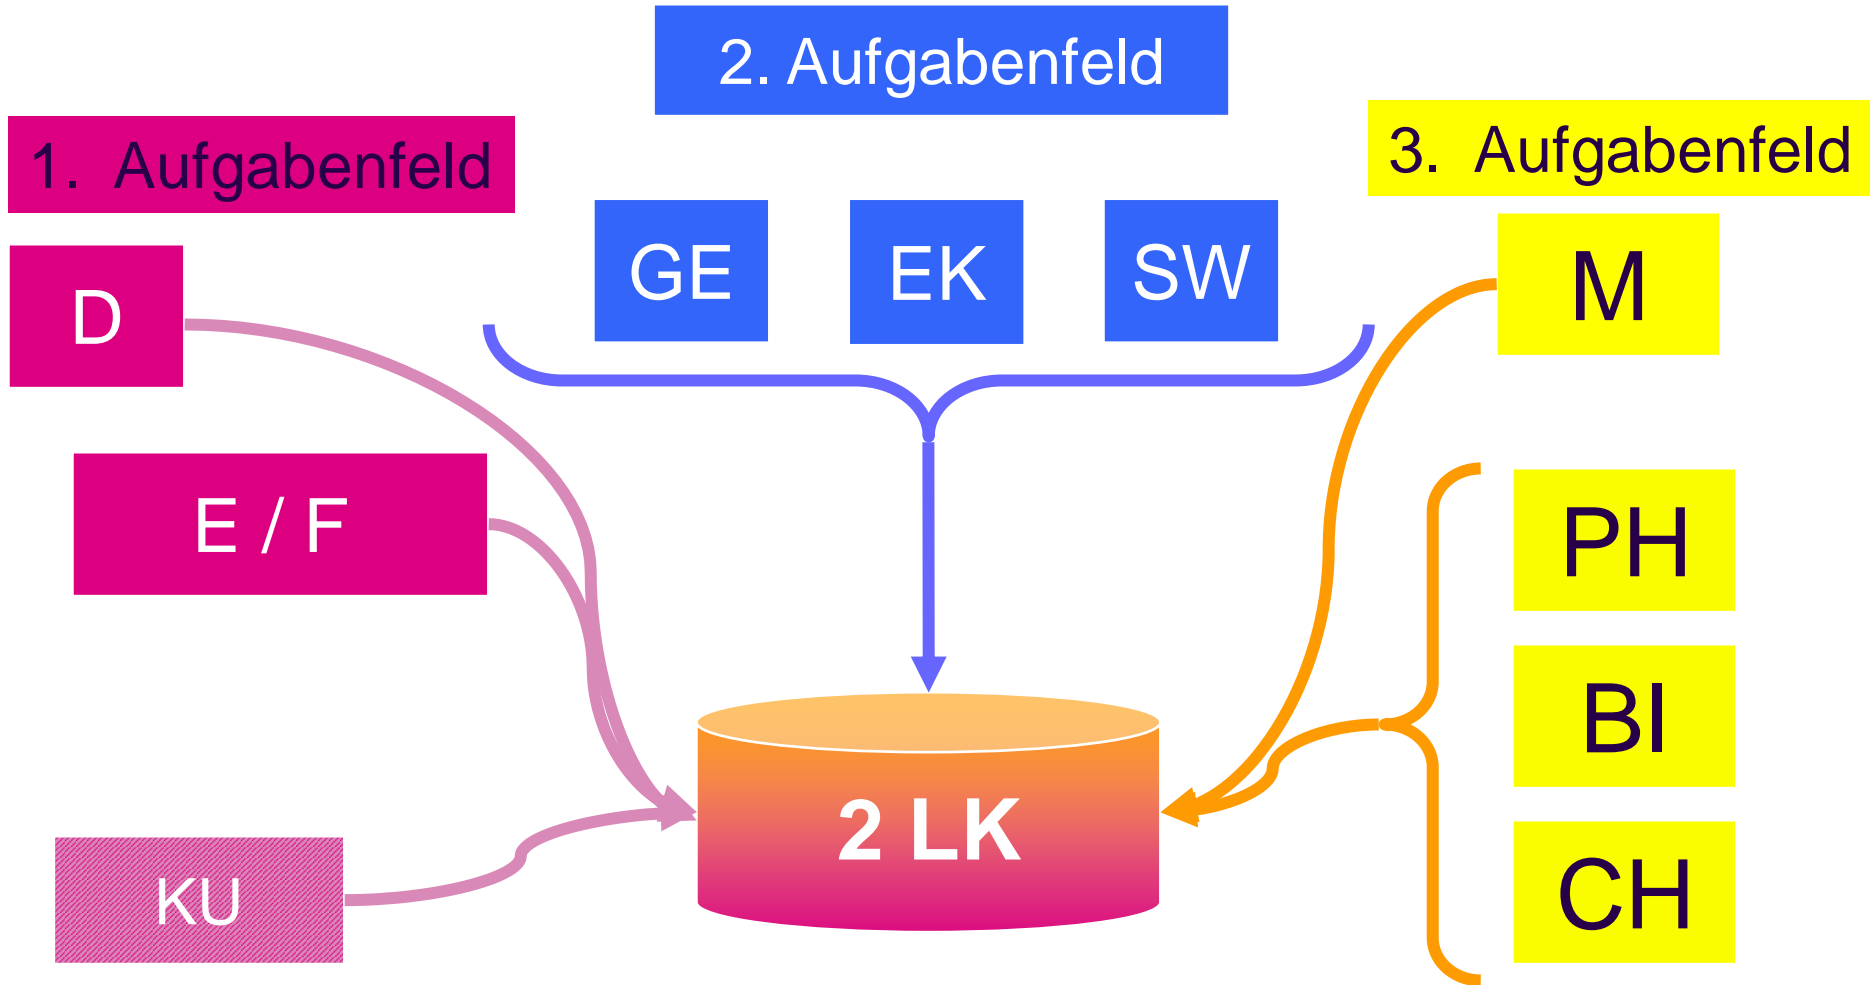 2. Aufgabenfeld
1. Aufgabenfeld
3. Aufgabenfeld
GE
EK
SW
D
M
E / F
PH
BI
2 LK
KU
CH